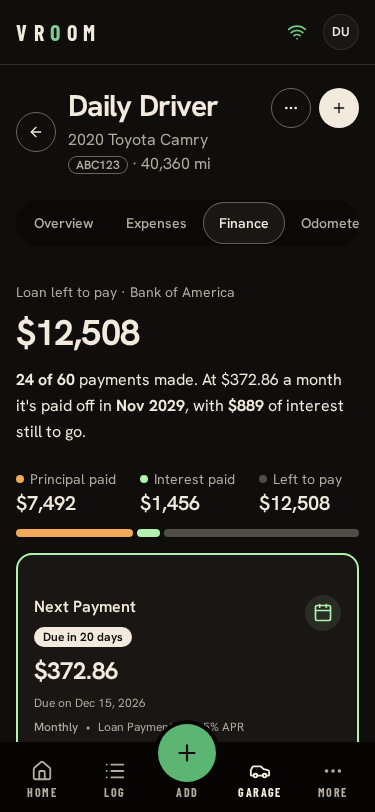 VROOM
DU
Daily Driver
2020 Toyota Camry
ABC123 · 40,360 mi
Overview Expenses Finance Odomete
Loan left to pay · Bank of America
$12,508
24 of 60 payments made. At $372.86 a month
it's paid off in Nov 2029, with $889 of interest
still to go.
Principal paid Interest paid Left to pay
$7,492 $1,456 $12,508
Next Payment
Due in 20 days
$372.86
Due on Dec 15, 2026
Monthly • Loan 5% APR
HOME LOG ADD GARAGE MORE